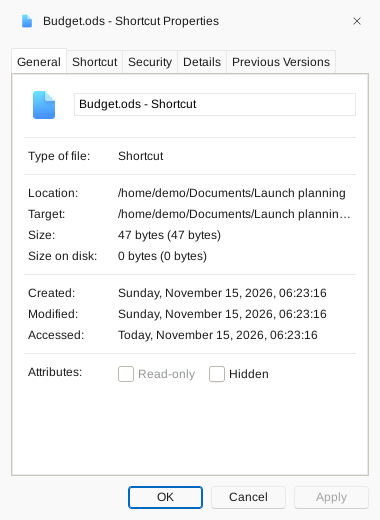 Budget.ods - Shortcut Properties
General Shortcut Security Details Previous Versions
Budget.ods - Shortcut
Type of file: Shortcut
Location: /home/demo/Documents/Launch planning
Target: /home/demo/Documents/Launch plannin...
Size: 47 bytes (47 bytes)
Size on disk: 0 bytes (0 bytes)
Created: Sunday, November 15, 2026, 06:23:16
Modified: Sunday, November 15, 2026, 06:23:16
Accessed: Today, November 15, 2026, 06:23:16
Attributes: Read-only Hidden
OK Cancel Apply